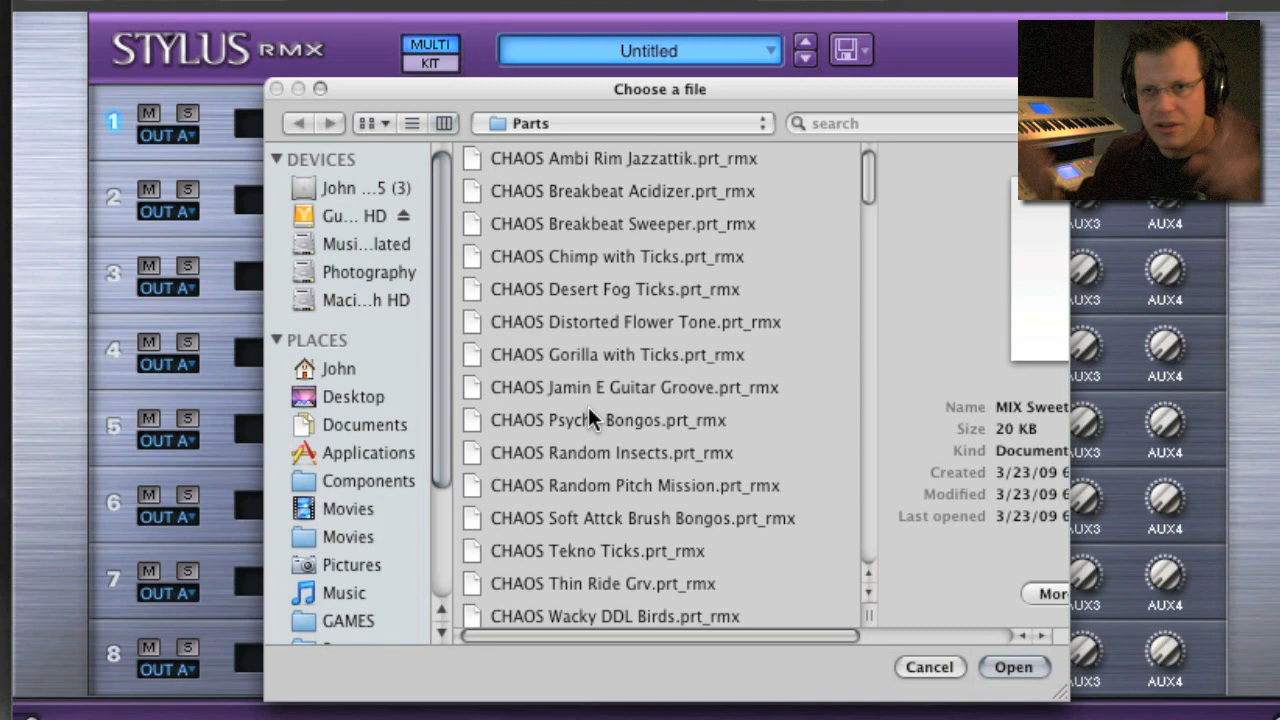 STYLUS RMX
MULTI
KIT
Untitled
Choose a file
Parts
search
1
M S
OUT A
2
M S
OUT A
3
M S
OUT A
4
M S
OUT A
5
M S
OUT A
6
M S
OUT A
7
M S
OUT A
8
M S
OUT A
DEVICES
John ...5 (3)
Gu... HD
Musi...lated
Photography
Maci...h HD
PLACES
John
Desktop
Documents
Applications
Components
Movies
Movies
Pictures
Music
GAMES
CHAOS Ambi Rim Jazzattik.prt_rmx
CHAOS Breakbeat Acidizer.prt_rmx
CHAOS Breakbeat Sweeper.prt_rmx
CHAOS Chimp with Ticks.prt_rmx
CHAOS Desert Fog Ticks.prt_rmx
CHAOS Distorted Flower Tone.prt_rmx
CHAOS Gorilla with Ticks.prt_rmx
CHAOS Jamin E Guitar Groove.prt_rmx
CHAOS Bongos.prt_rmx
CHAOS Random Insects.prt_rmx
CHAOS Random Pitch Mission.prt_rmx
CHAOS Soft Attck Brush Bongos.prt_rmx
CHAOS Tekno Ticks.prt_rmx
CHAOS Thin Ride Grv.prt_rmx
CHAOS Wacky DDL Birds.prt_rmx
Name MIX Sweet
Size 20 KB
Kind Document
Created 3/23/09 6
Modified 3/23/09 6
Last opened 3/23/09 6
Mor
Cancel
Open
AUX3 AUX4
AUX3 AUX4
AUX3 AUX4
AUX3 AUX4
AUX3 AUX4
AUX3 AUX4
AUX3 AUX4